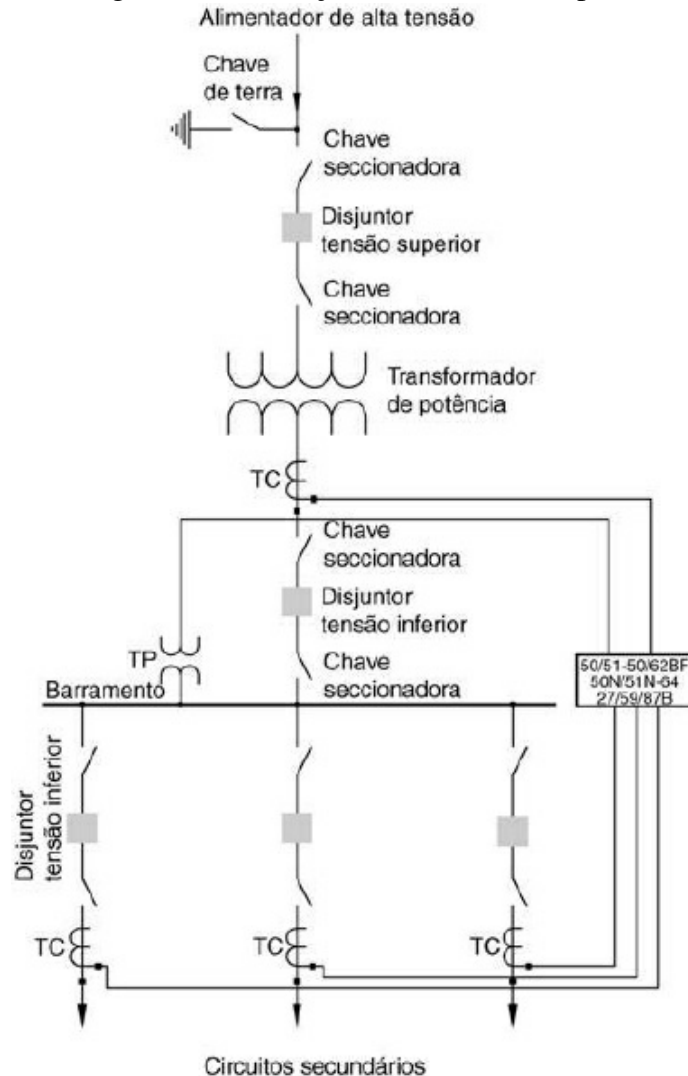 Alimentador de alta tensão
Chave
de terra
Chave
seccionadora
Disjuntor
tensão superior
Chave
seccionadora
Transformador
de potência
TC
Chave
seccionadora
Disjuntor
tensão inferior
TP
Chave
seccionadora
50/51-50/62BF
50N/51N-64
27/59/87B
Barramento
Disjuntor
tensão inferior
TC
TC
TC
Circuitos secundários